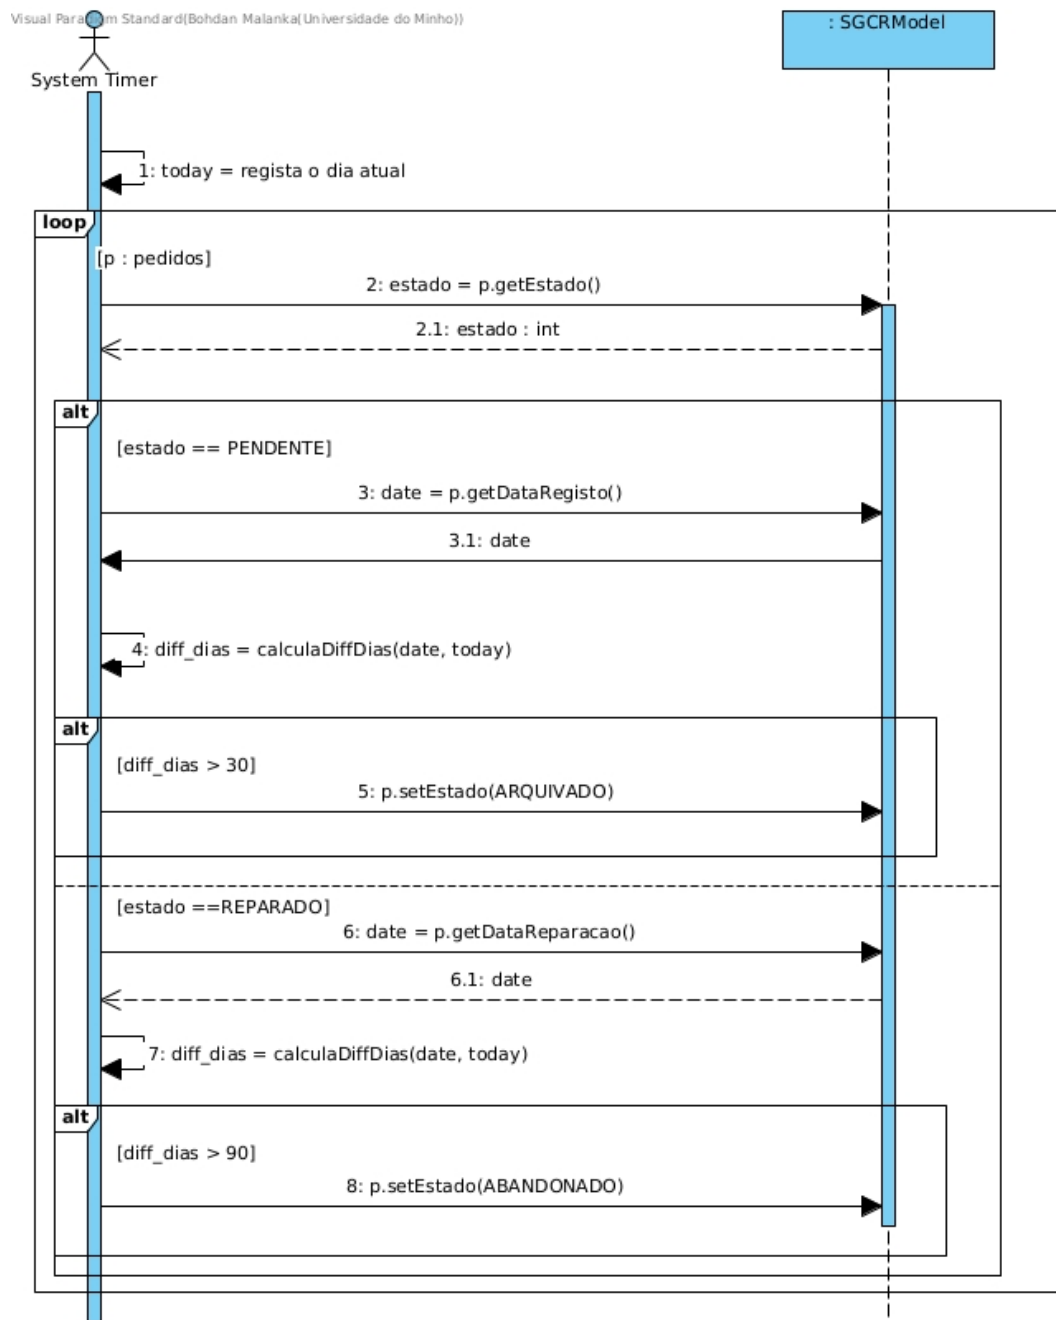 Visual Paradigm Standard(Bohdan Malanka(Universidade do Minho))
: SGCRModel
System Timer
1: today = regista o dia atual
loop
[p : pedidos]
2: estado = p.getEstado()
2.1: estado : int
alt
[estado == PENDENTE]
3: date = p.getDataRegisto()
3.1: date
4: diff_dias = calculaDiffDias(date, today)
alt
[diff_dias > 30]
5: p.setEstado(ARQUIVADO)
[estado ==REPARADO]
6: date = p.getDataReparacao()
6.1: date
7: diff_dias = calculaDiffDias(date, today)
alt
[diff_dias > 90]
8: p.setEstado(ABANDONADO)